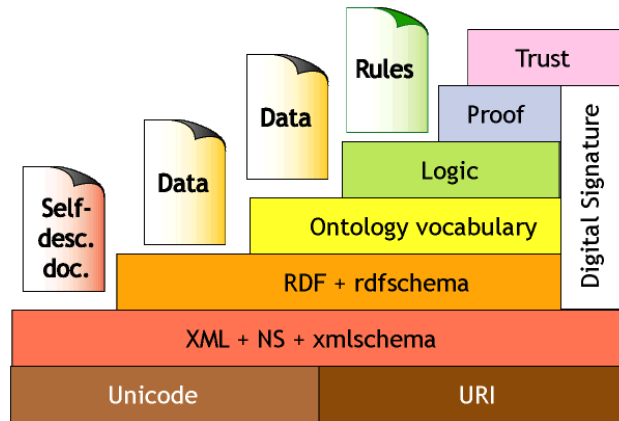 Rules
Trust
Data
Proof
Data
Logic
Self-
desc.
doc.
Ontology vocabulary
Digital Signature
RDF + rdfschema
XML + NS + xmlschema
Unicode
URI